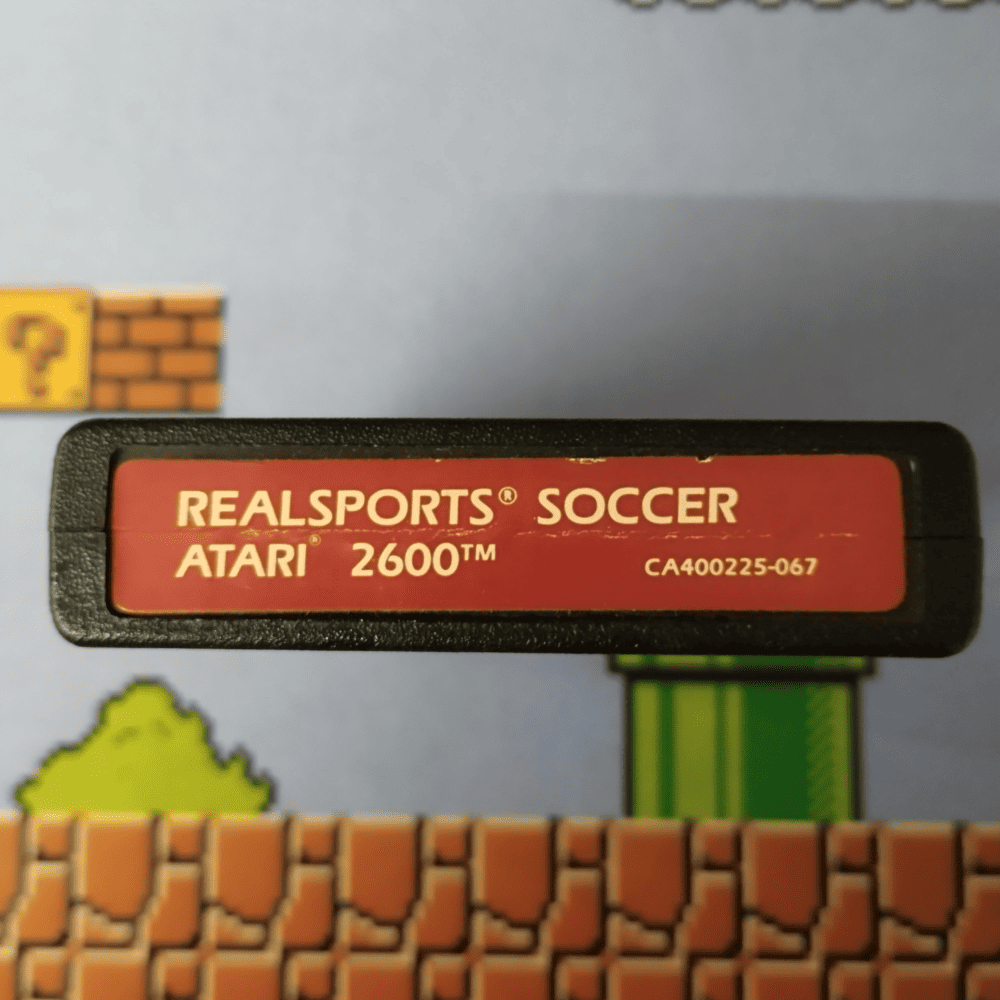 ?
REALSPORTS® SOCCER
ATARI® 2600™ CA400225-067